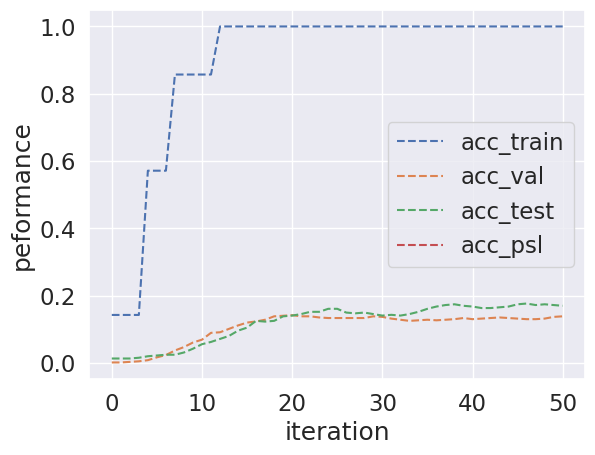 1.0
0.8
0.6
0.4
0.2
0.0
peformance
acc_train
acc_val
acc_test
acc_psl
0 10 20 30 40 50
iteration